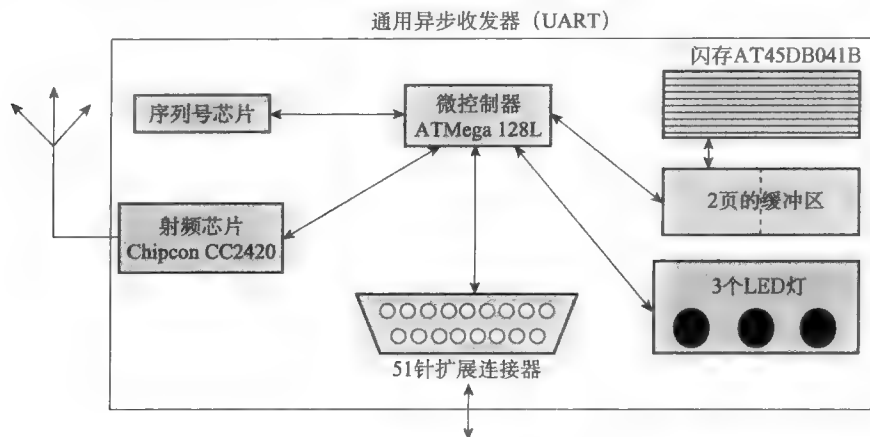 通用异步收发器（UART）
闪存AT45DB041B
序列号芯片
微控制器
ATMega 128L
2页的缓冲区
射频芯片
Chipcon CC2420
3个LED灯
51针扩展连接器